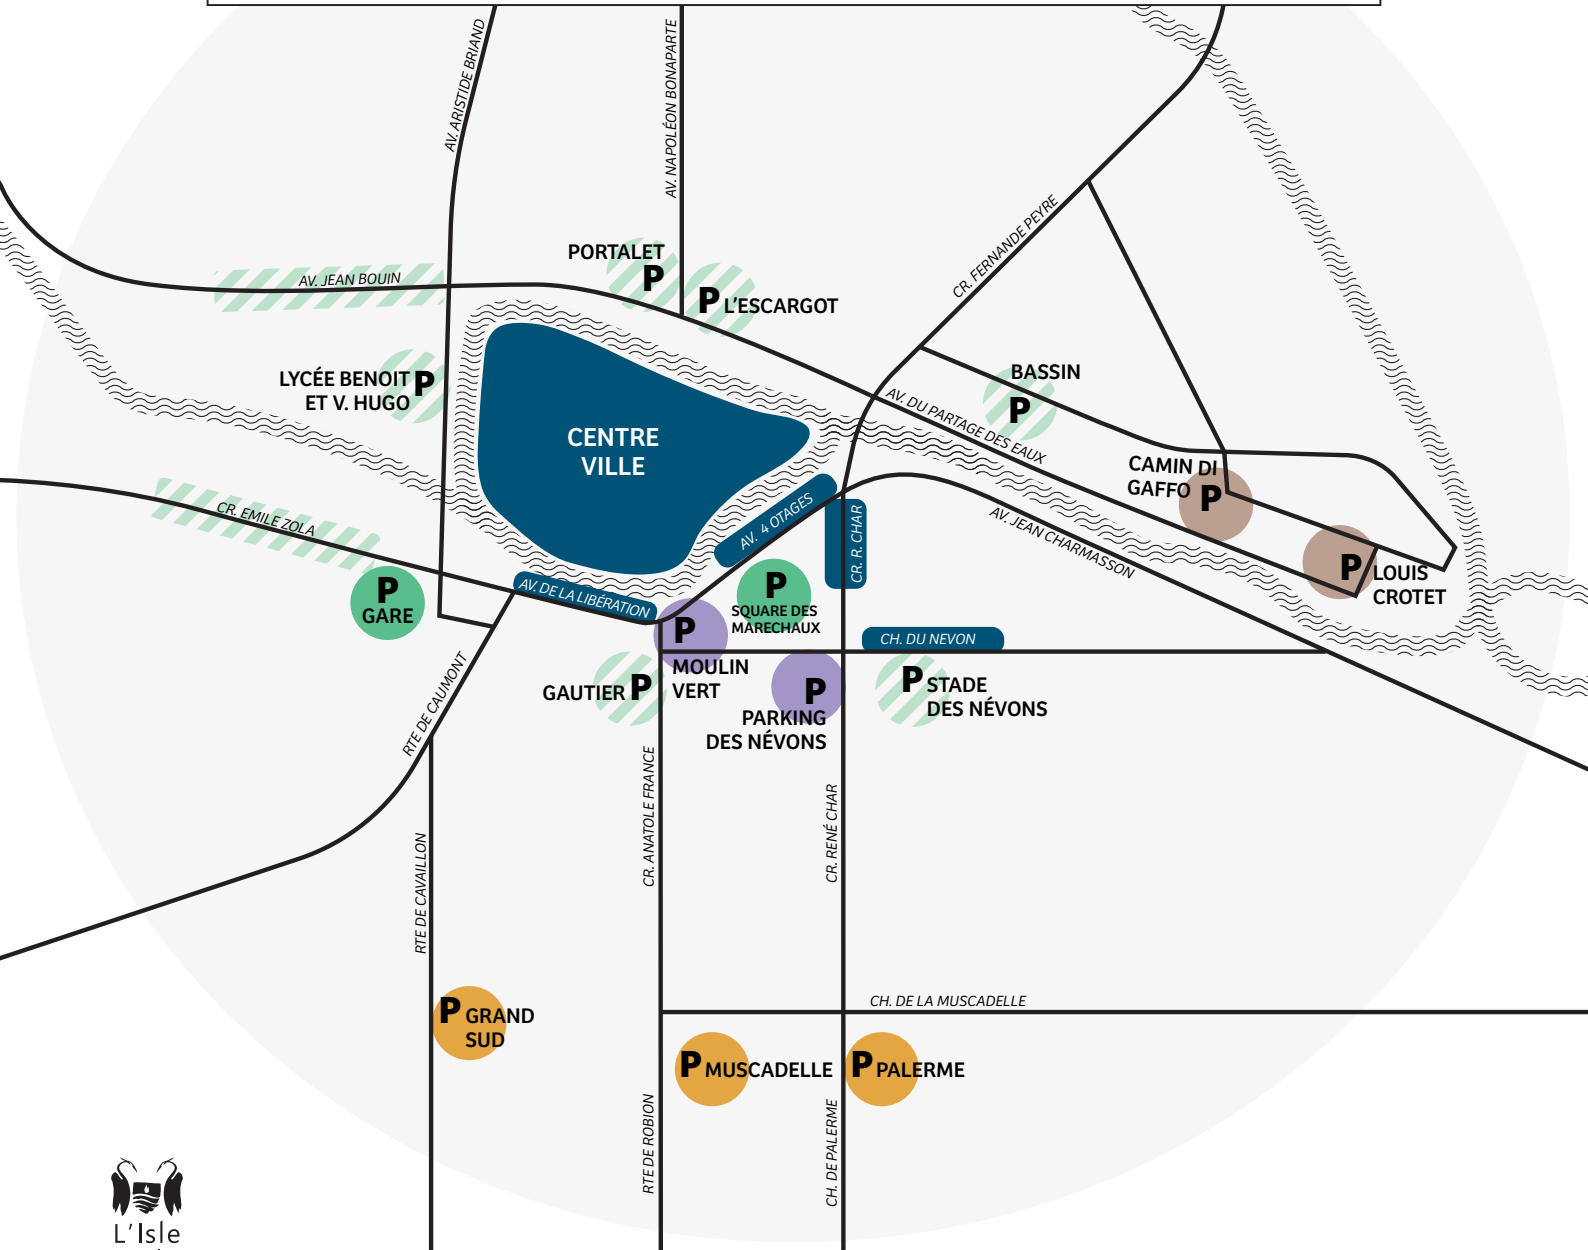 AV. ARISTIDE BRIAND
AV. NAPOLÉON BONAPARTE
CR. FERNANDE PEYRE
PORTALET
P
P L'ESCARGOT
AV. JEAN BOUIN
LYCÉE BENOIT P
ET V. HUGO
BASSIN
P
AV. DU PARTAGE DES EAUX
CENTRE
VILLE
CAMIN DI
GAFFO P
CR. EMILE ZOLA
AV. 4 OTAGES
CR. R. CHAR
AV. JEAN CHARMASSON
P LOUIS
CROTET
P
GARE
AV. DE LA LIBÉRATION
P
SQUARE DES
MARECHAUX
P
MOULIN
VERT
CH. DU NEVON
GAUTIER P
P
PARKING
DES NÉVONS
P STADE
DES NÉVONS
RTE DE CAUMONT
CR. ANATOLE FRANCE
CR. RENÉ CHAR
RTE DE CAVAILLON
CH. DE LA MUSCADELLE
P GRAND
SUD
P MUSCADELLE
P PALERME
RTE DE ROBION
CH. DE PALERME
L'Isle